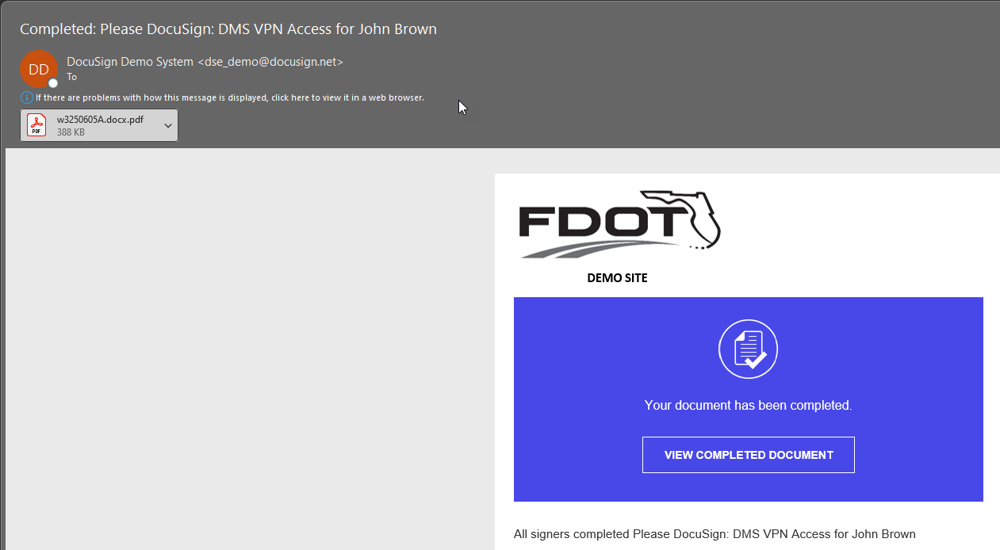 Completed: Please DocuSign: DMS VPN Access for John Brown
DD
DocuSign Demo System <dse_demo@docusign.net>
To
If there are problems with how this message is displayed, click here to view it in a web browser.
PDF
w3250605A.docx.pdf
388 KB
FDOT
DEMO SITE
Your document has been completed.
VIEW COMPLETED DOCUMENT
All signers completed Please DocuSign: DMS VPN Access for John Brown